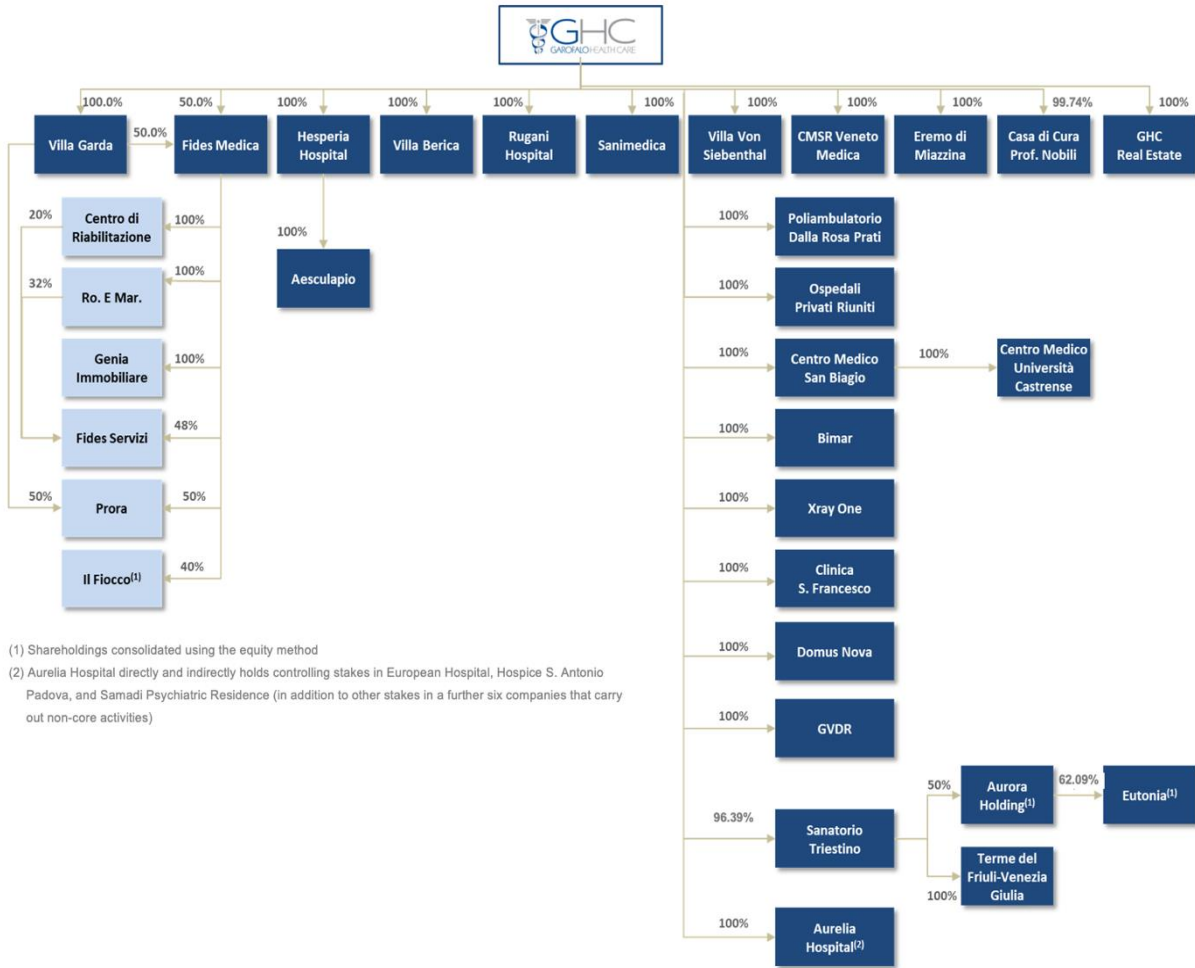 GHC
GAROFALO HEALTH CARE
100.0%
50.0%
100%
100%
100%
100%
100%
100%
100%
99.74%
100%
Villa Garda
50.0%
Fides Medica
Hesperia
Hospital
Villa Berica
Rugani
Hospital
Sanimedica
Villa Von
Siebenthal
CMSR Veneto
Medica
Eremo di
Miazzina
Casa di Cura
Prof. Nobili
GHC
Real Estate
20%
Centro di
Riabilitazione
100%
100%
Aesculapio
100%
Poliambulatorio
Dalla Rosa Prati
32%
Ro. E Mar.
100%
100%
Ospedali
Privati Riuniti
Genia
Immobiliare
100%
100%
Centro Medico
San Biagio
100%
Centro Medico
Università
Castrense
Fides Servizi
48%
100%
Bimar
50%
Prora
50%
100%
Xray One
Il Fiocco(1)
40%
100%
Clinica
S. Francesco
(1) Shareholdings consolidated using the equity method
(2) Aurelia Hospital directly and indirectly holds controlling stakes in European Hospital, Hospice S. Antonio
Padova, and Samadi Psychiatric Residence (in addition to other stakes in a further six companies that carry
out non-core activities)
100%
Domus Nova
100%
GVDR
96.39%
Sanatorio
Triestino
50%
Aurora
Holding(1)
62.09%
Eutonia(1)
100%
Terme del
Friuli-Venezia
Giulia
100%
Aurelia
Hospital(2)